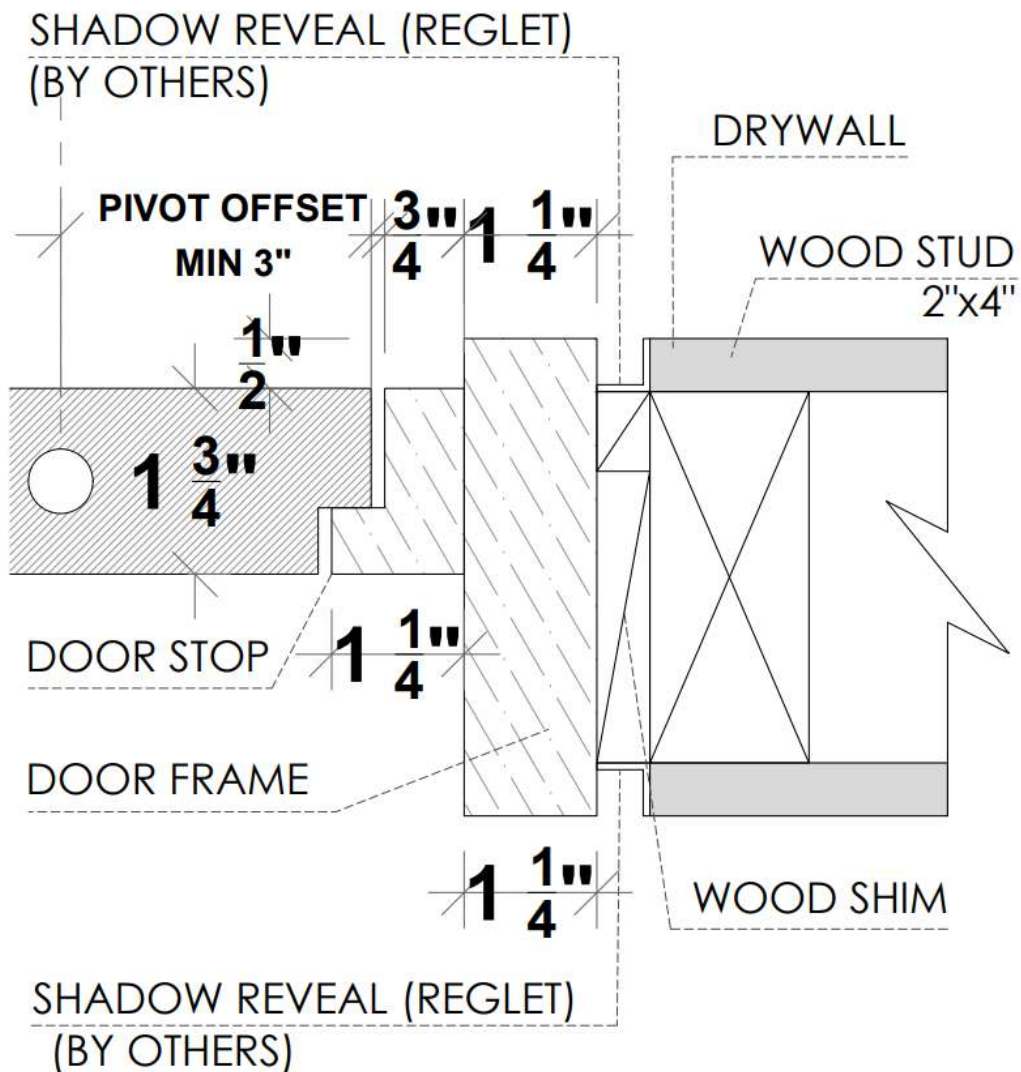 SHADOW REVEAL (REGLET)
(BY OTHERS)
DRYWALL
PIVOT OFFSET
MIN 3"
3/4"
1 1/4"
WOOD STUD
2"x4"
1/2"
1 3/4"
DOOR STOP
1 1/4"
DOOR FRAME
1 1/4"
WOOD SHIM
SHADOW REVEAL (REGLET)
(BY OTHERS)